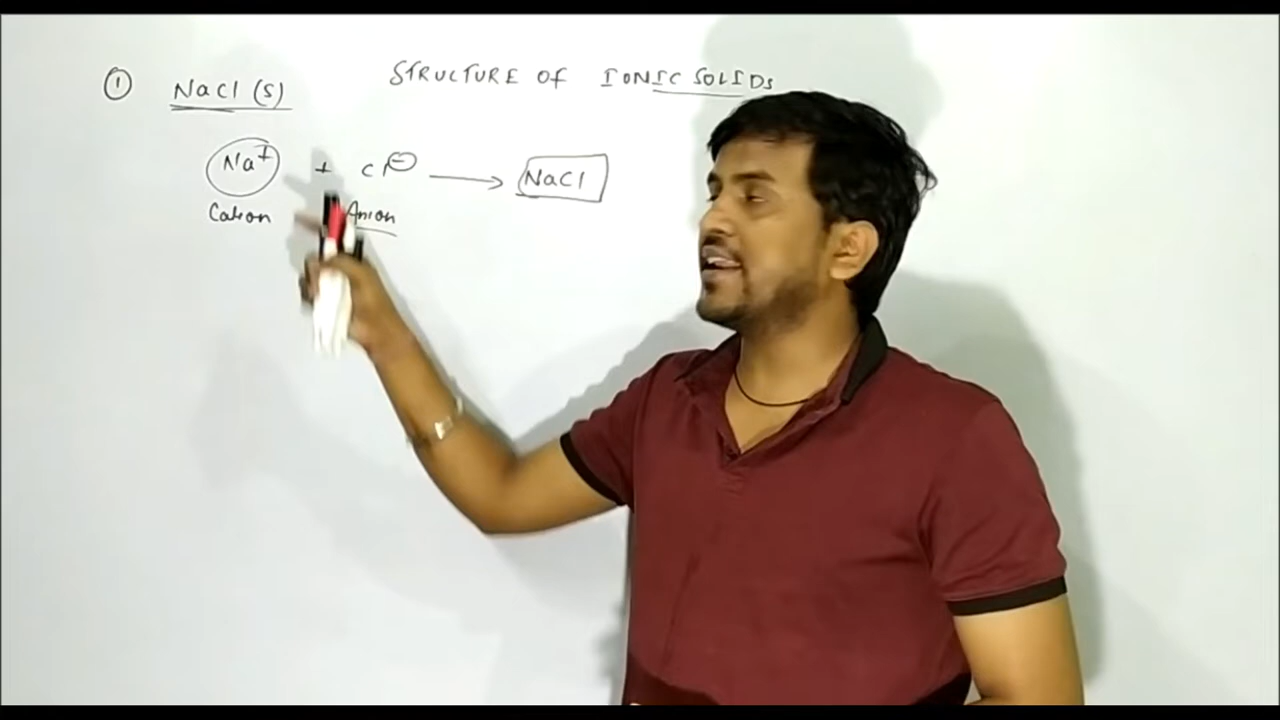 STRUCTURE OF IONIC SOLIDS
① NaCl (s)
Na⁺ + Cl⊖ → NaCl
Cation Anion